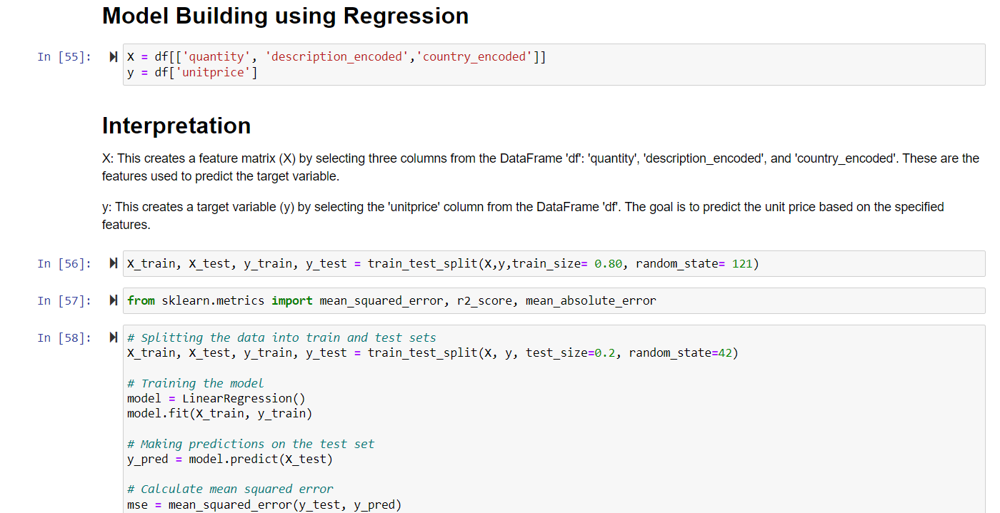 Model Building using Regression
In [55]: X = df[['quantity', 'description_encoded','country_encoded']]
y = df['unitprice']
Interpretation
X: This creates a feature matrix (X) by selecting three columns from the DataFrame 'df': 'quantity', 'description_encoded', and 'country_encoded'. These are the
features used to predict the target variable.
y: This creates a target variable (y) by selecting the 'unitprice' column from the DataFrame 'df'. The goal is to predict the unit price based on the specified
features.
In [56]: X_train, X_test, y_train, y_test = train_test_split(X,y,train_size= 0.80, random_state= 121)
In [57]: from sklearn.metrics import mean_squared_error, r2_score, mean_absolute_error
In [58]: # Splitting the data into train and test sets
X_train, X_test, y_train, y_test = train_test_split(X, y, test_size=0.2, random_state=42)
# Training the model
model = LinearRegression()
model.fit(X_train, y_train)
# Making predictions on the test set
y_pred = model.predict(X_test)
# Calculate mean squared error
mse = mean_squared_error(y_test, y_pred)